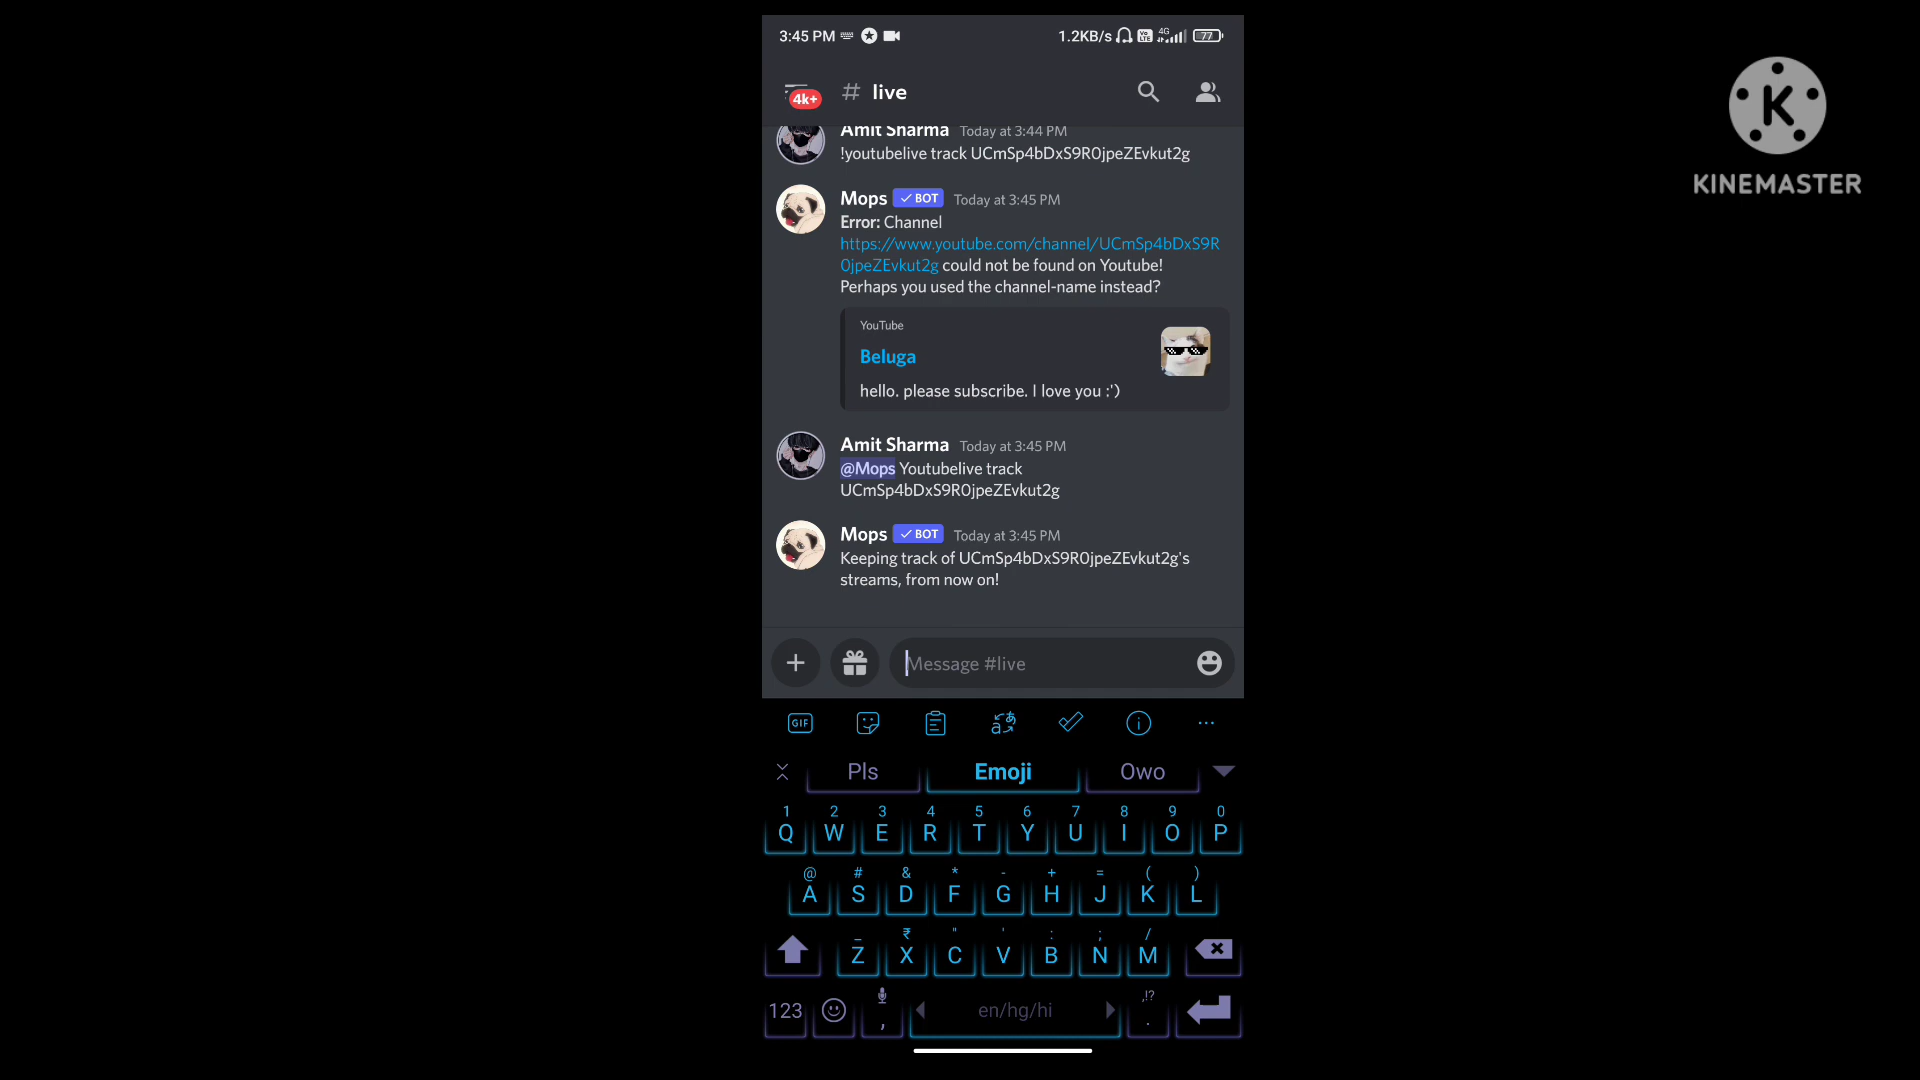 3:45 PM
1.2KB/s Vo LTE 4G 77
4k+ # live
Amit Sharma Today at 3:44 PM
!youtubelive track UCmSp4bDxS9R0jpeZEvkut2g
Mops BOT Today at 3:45 PM
Error: Channel
https://www.youtube.com/channel/UCmSp4bDxS9R
0jpeZEvkut2g could not be found on Youtube!
Perhaps you used the channel-name instead?
YouTube
Beluga
hello. please subscribe. I love you :')
Amit Sharma Today at 3:45 PM
@Mops Youtubelive track
UCmSp4bDxS9R0jpeZEvkut2g
Mops BOT Today at 3:45 PM
Keeping track of UCmSp4bDxS9R0jpeZEvkut2g's
streams, from now on!
Message #live
GIF
Pls Emoji Owo
1 2 3 4 5 6 7 8 9 0
Q W E R T Y U I O P
@ # & * - + = ( )
A S D F G H J K L
_ ₹ " ' : ; /
Z X C V B N M
123 , en/hg/hi ,!? .
K
KINEMASTER